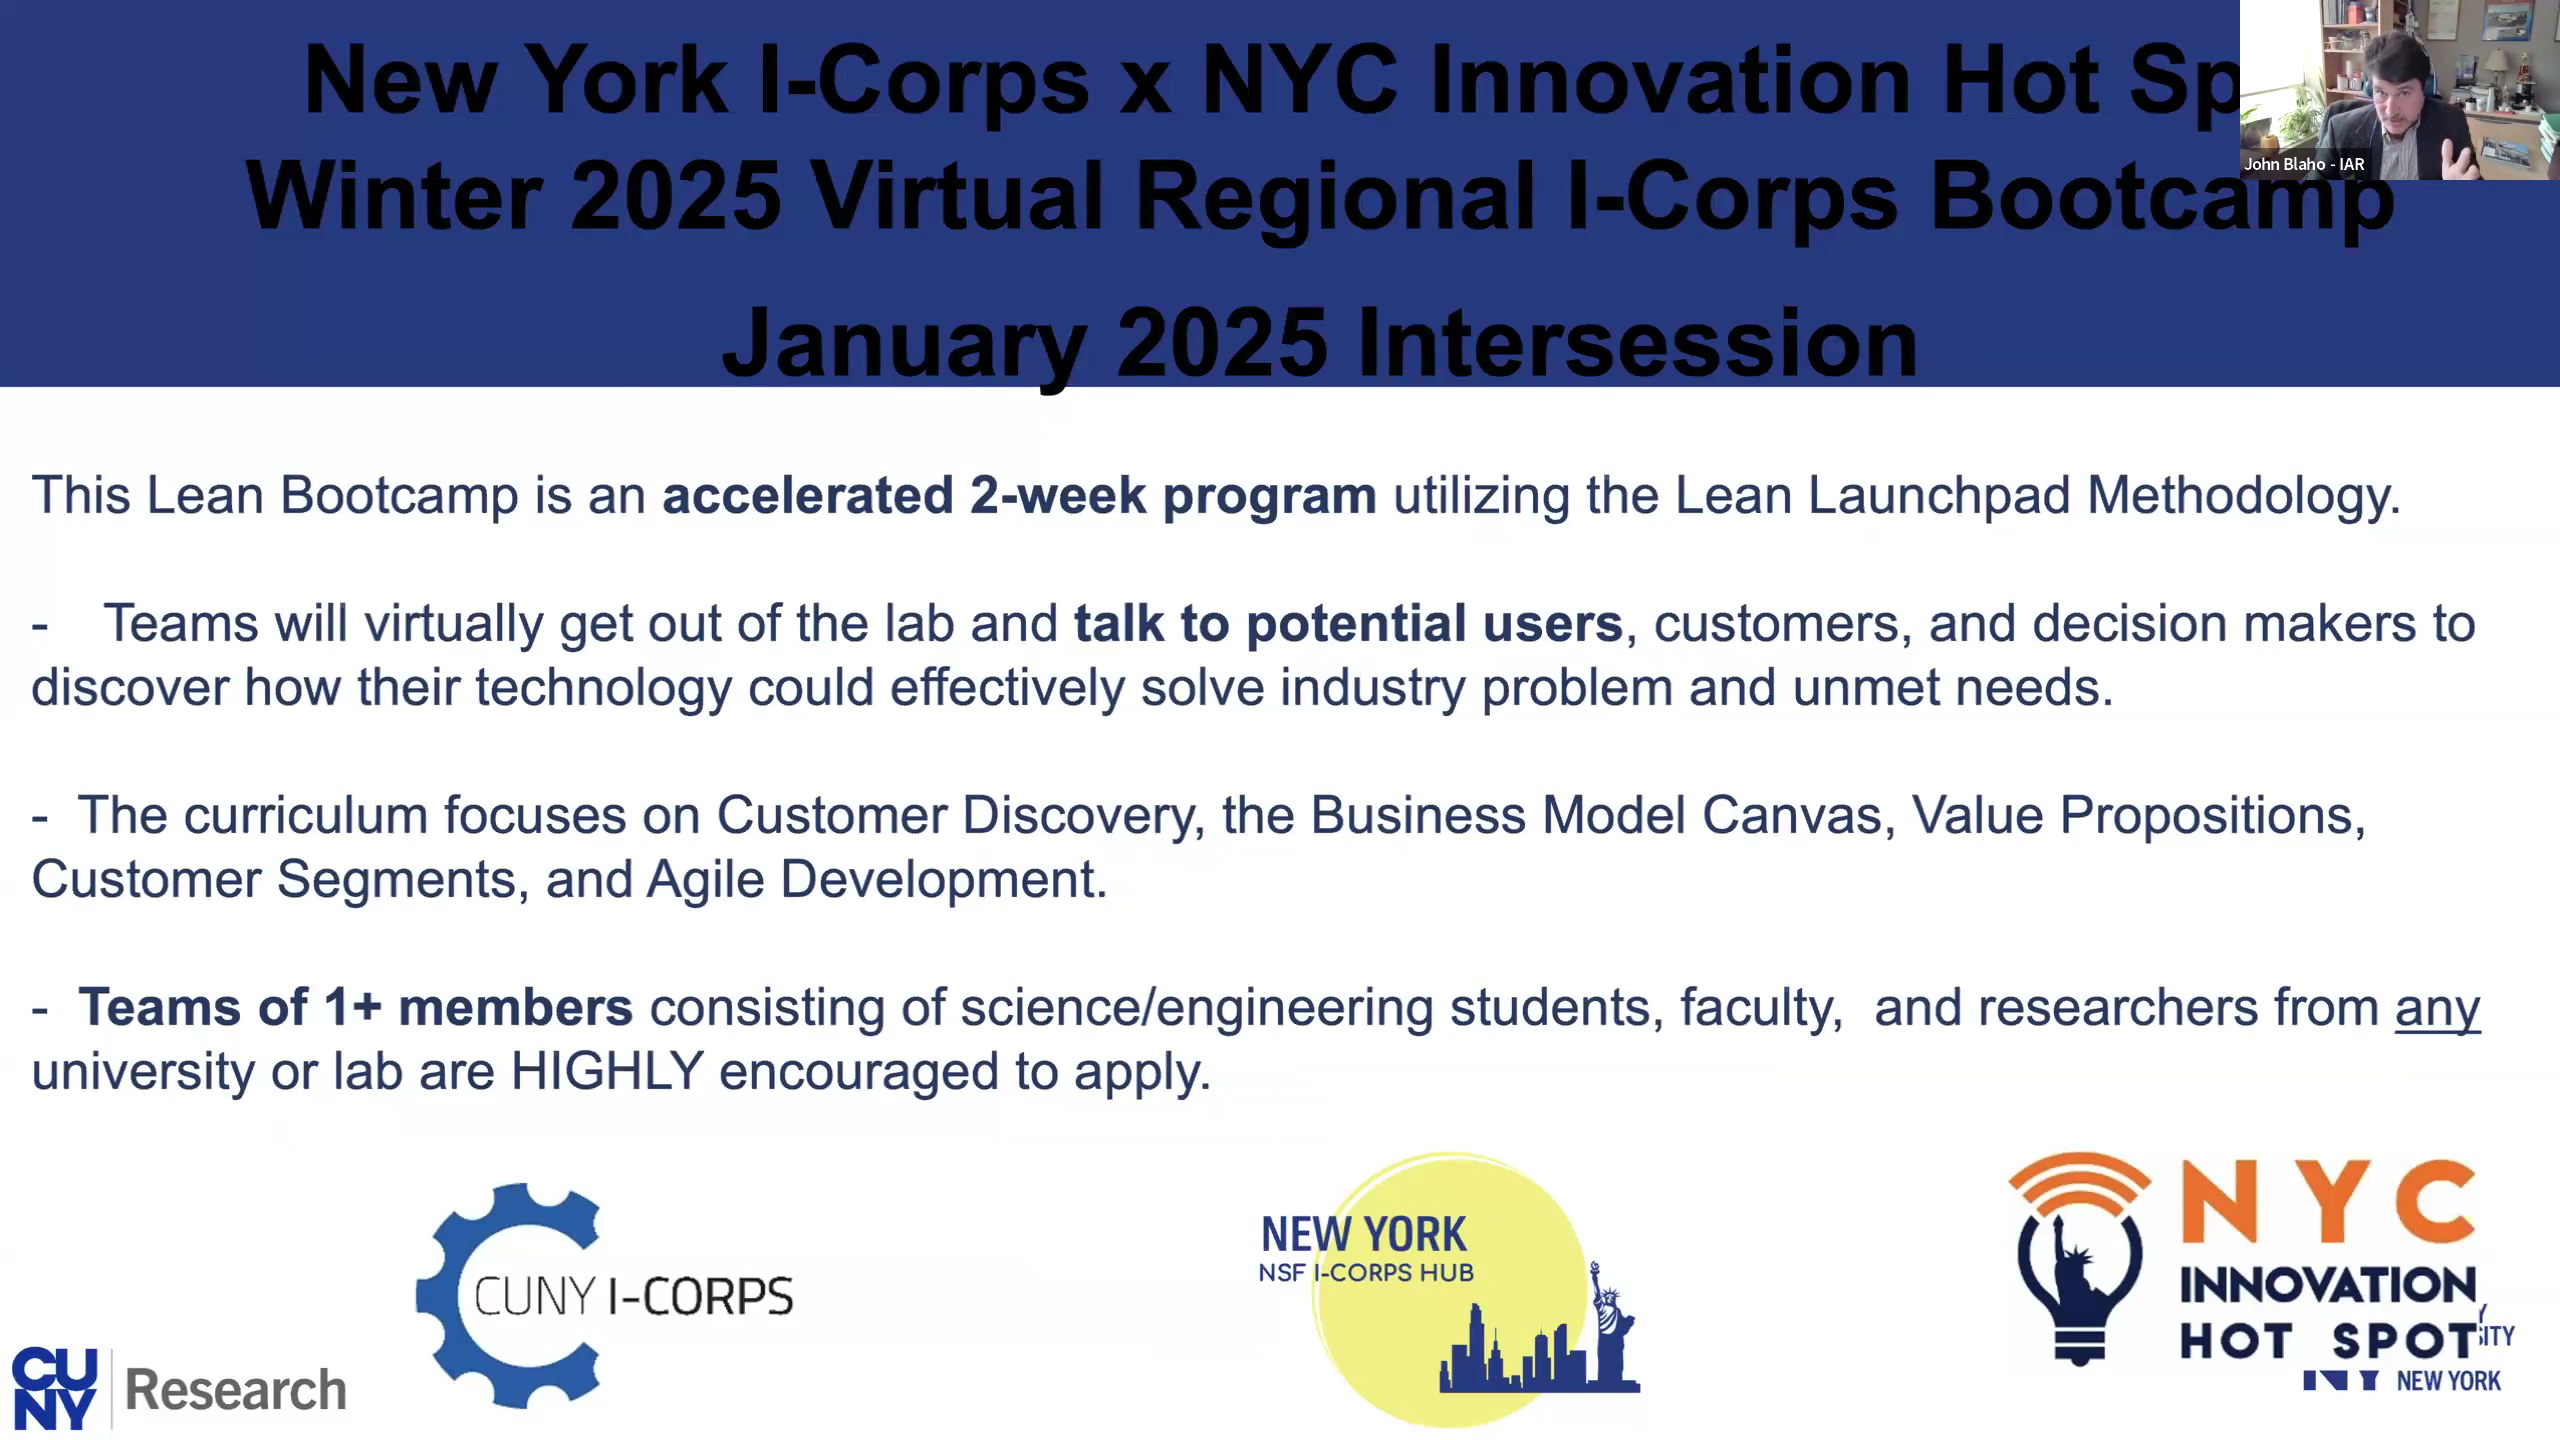 New York I-Corps x NYC Innovation Hot Sp
John Blaho - IAR
Winter 2025 Virtual Regional I-Corps Bootcamp
January 2025 Intersession
This Lean Bootcamp is an accelerated 2-week program utilizing the Lean Launchpad Methodology.
- Teams will virtually get out of the lab and talk to potential users, customers, and decision makers to
discover how their technology could effectively solve industry problem and unmet needs.
- The curriculum focuses on Customer Discovery, the Business Model Canvas, Value Propositions,
Customer Segments, and Agile Development.
- Teams of 1+ members consisting of science/engineering students, faculty, and researchers from any
university or lab are HIGHLY encouraged to apply.
CUNY I-CORPS
CU
NY
Research
NEW YORK
NSF I-CORPS HUB
NYC
INNOVATION
HOT SPOT
NEW YORK